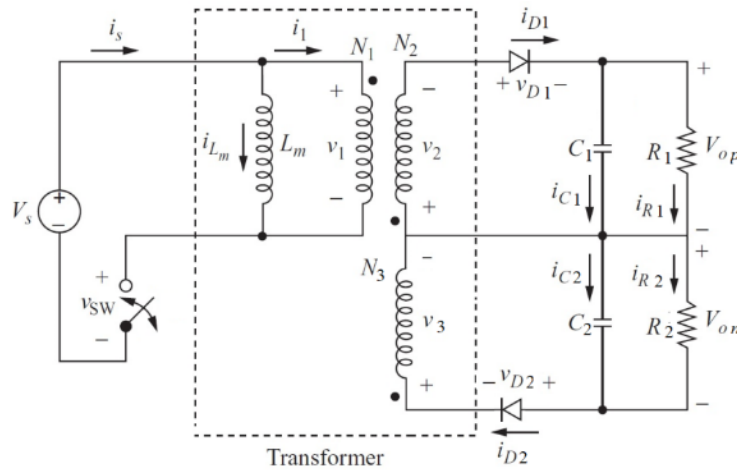 i_s i_1 N_1 N_2 i_D1
+ − + v_D1 − +
i_Lm L_m v_1 v_2 C_1 R_1 V_op
V_s + − − + i_C1 i_R1 −
+ N_3 − i_C2 i_R2 +
v_SW v_3 C_2 R_2 V_on
− + − v_D2 + −
i_D2
Transformer